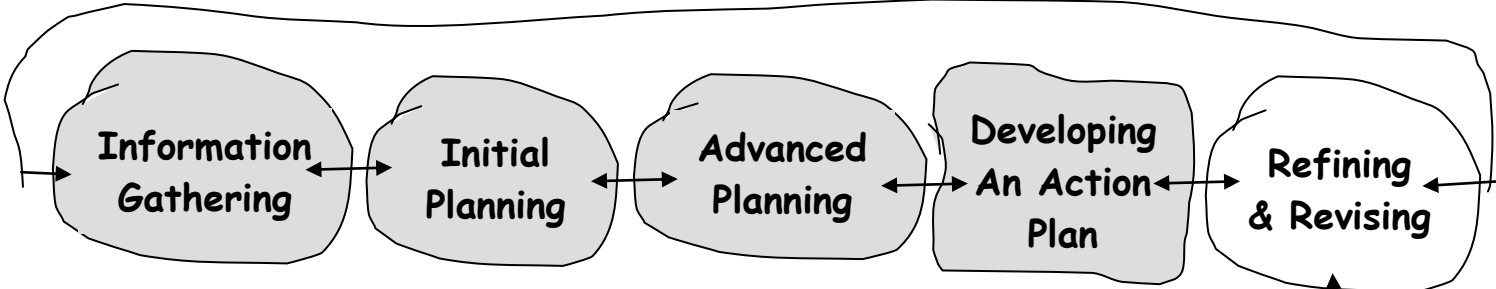 Information
Gathering
Initial
Planning
Advanced
Planning
Developing
An Action
Plan
Refining
& Revising